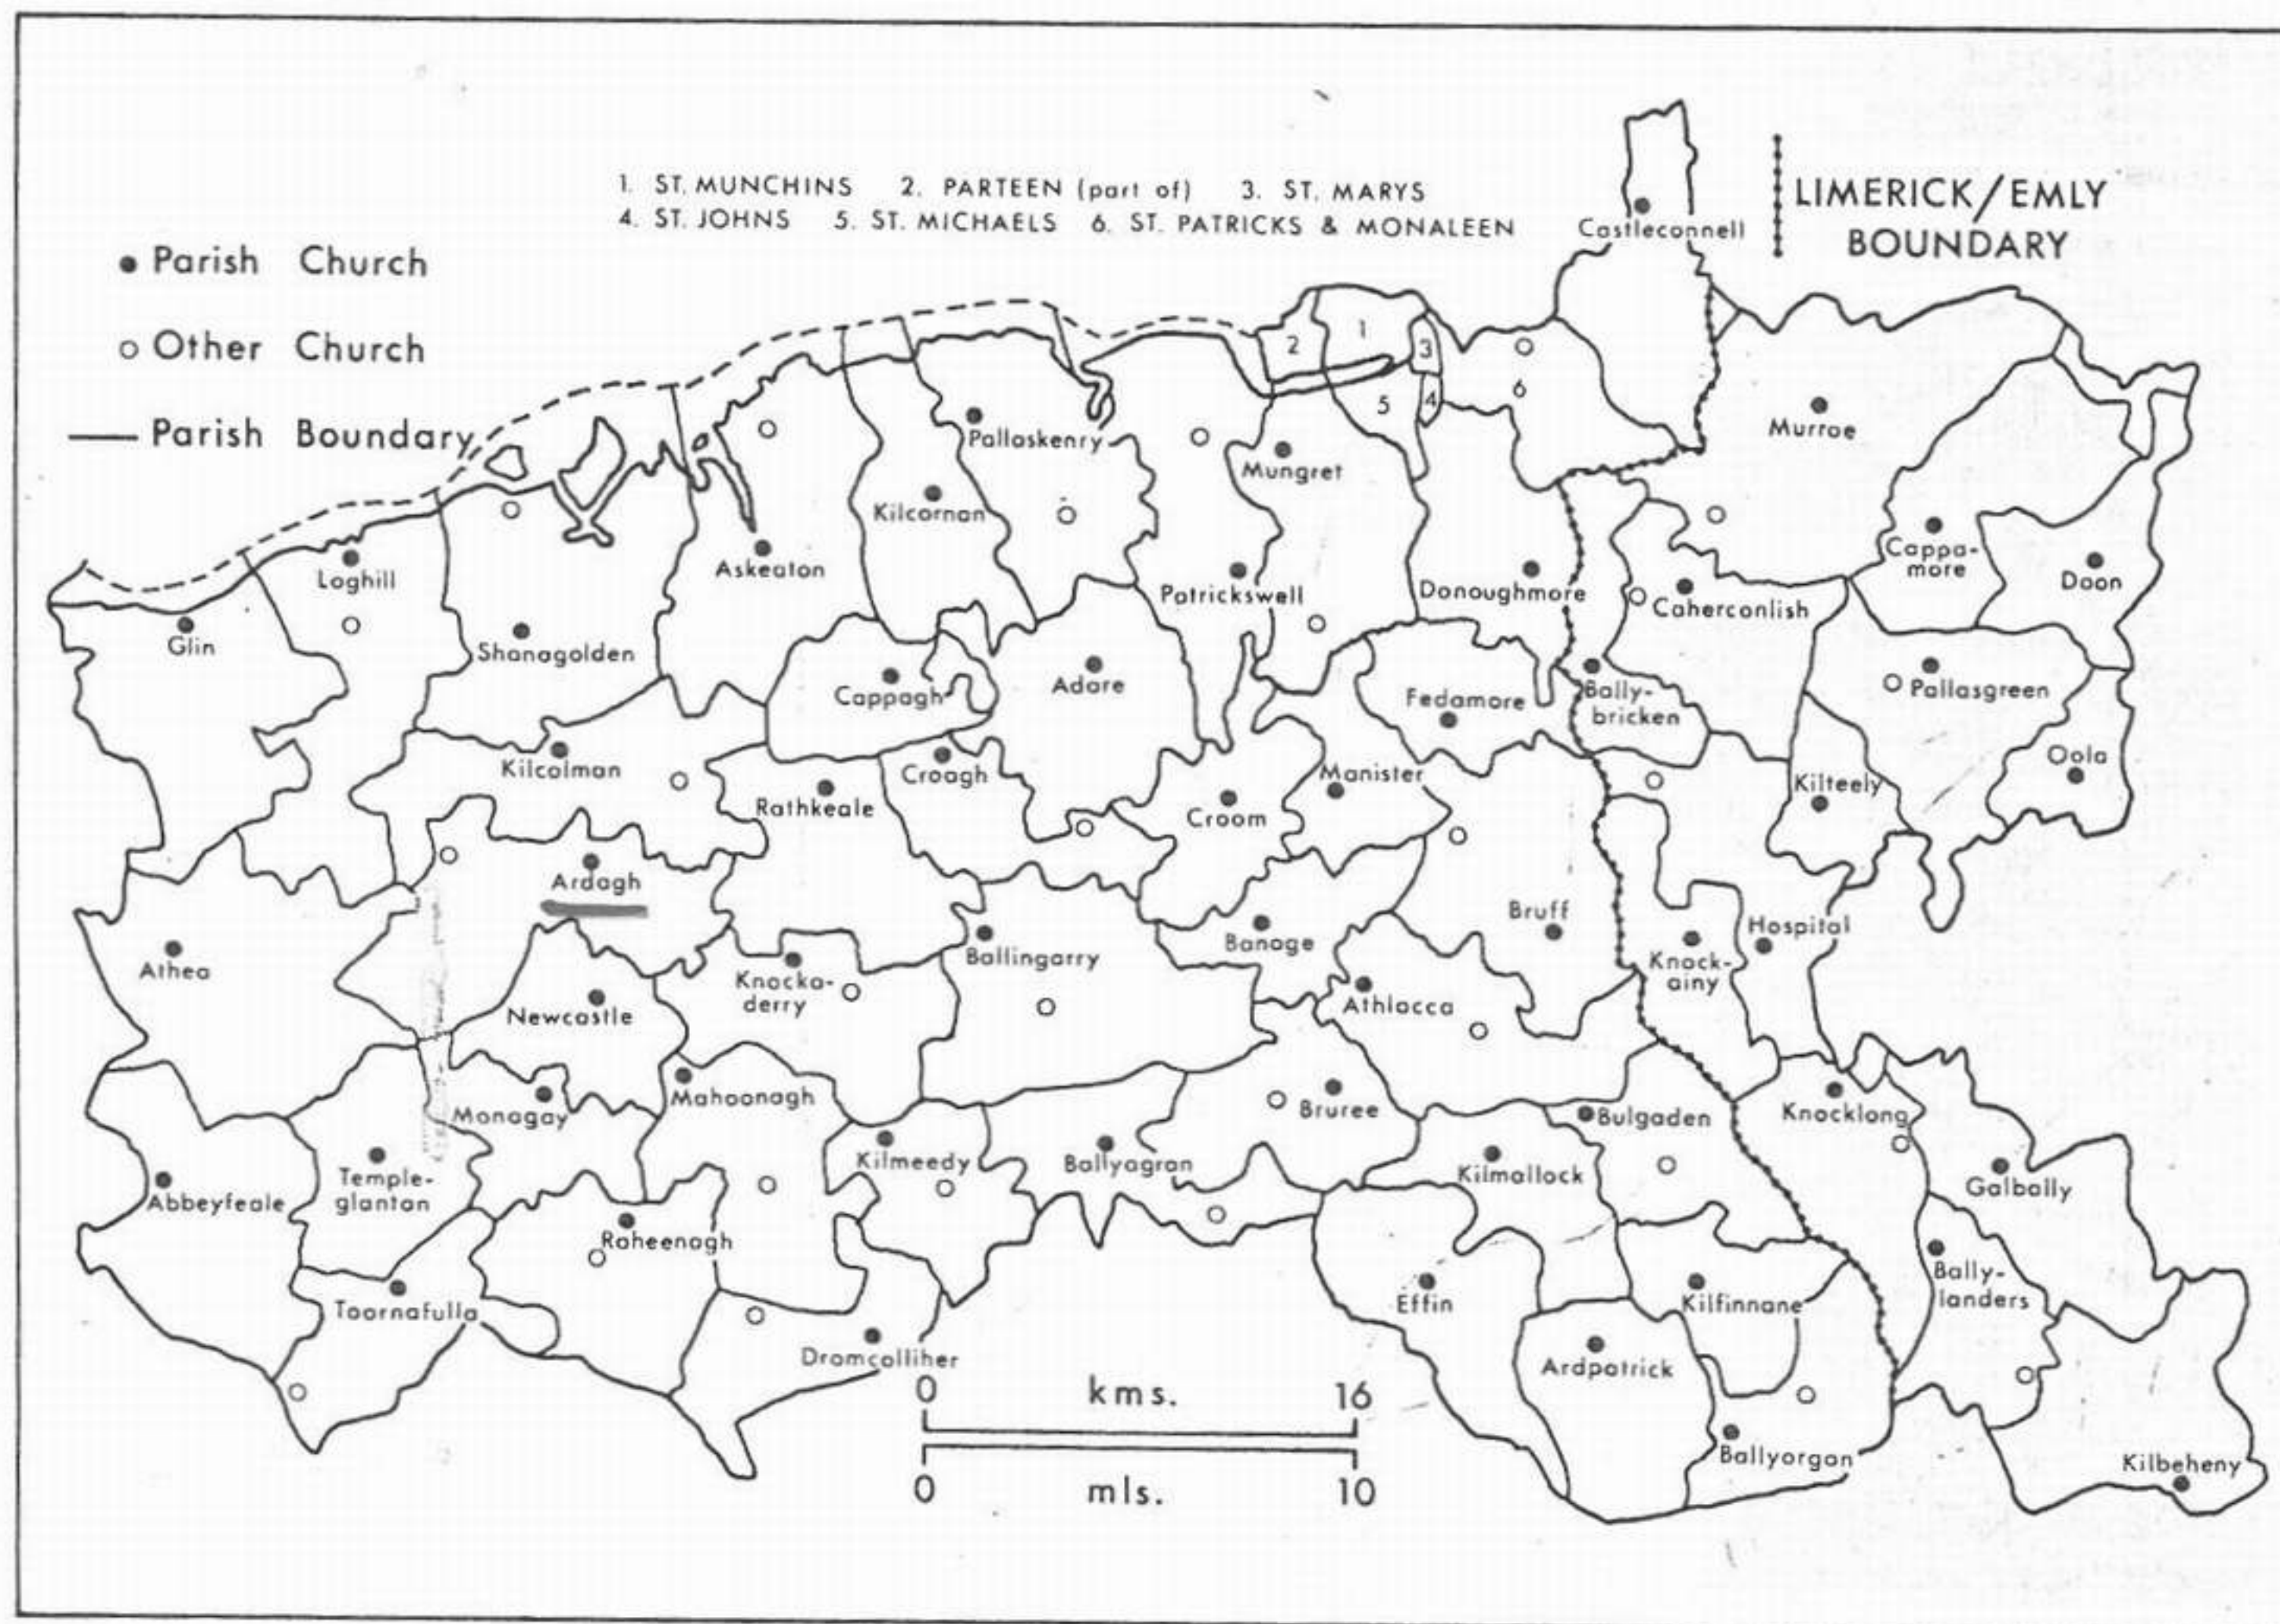 1. ST. MUNCHINS 2. PARTEEN (part of) 3. ST. MARYS
4. ST. JOHNS 5. ST. MICHAELS 6. ST. PATRICKS & MONALEEN
LIMERICK/EMLY
BOUNDARY
Parish Church
Other Church
Parish Boundary
Castleconnell
1
2
3
4
5
6
Murroe
Pallaskenry
Mungret
Kilcornan
Askeaton
Loghill
Glin
Shanagolden
Patrickswell
Donoughmore
Caherconlish
Cappa-
more
Doon
Cappagh
Adare
Fedamore
Bally-
bricken
Pallasgreen
Oola
Kilcolman
Croagh
Rathkeale
Croom
Manister
Kilteely
Ardagh
Athea
Newcastle
Knocka-
derry
Ballingarry
Banoge
Bruff
Athlacca
Knock-
ainy
Hospital
Monagay
Mahoonagh
Bruree
Bulgaden
Knocklong
Abbeyfeale
Temple-
glantan
Kilmeedy
Ballyagran
Kilmallock
Galbally
Raheenagh
Toornafulla
Dromcolliher
Effin
Kilfinnane
Bally-
landers
Ardpatrick
Ballyorgan
Kilbeheny
0 kms. 16
0 mls. 10